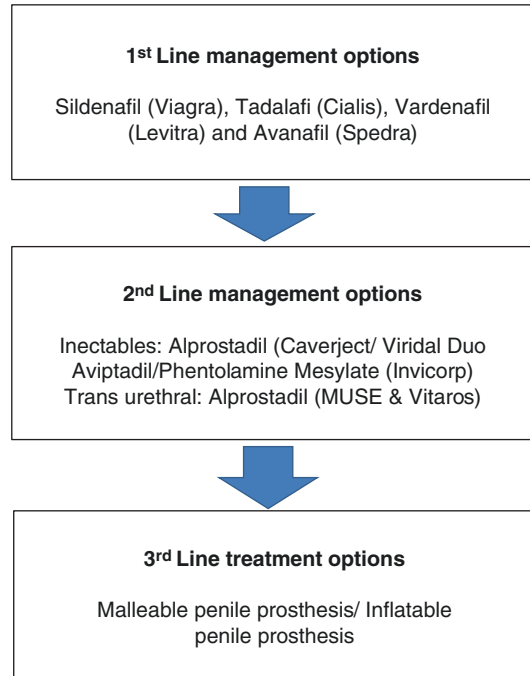 1st Line management options
Sildenafil (Viagra), Tadalafi (Cialis), Vardenafil
(Levitra) and Avanafil (Spedra)
2nd Line management options
Inectables: Alprostadil (Caverject/ Viridal Duo
Aviptadil/Phentolamine Mesylate (Invicorp)
Trans urethral: Alprostadil (MUSE & Vitaros)
3rd Line treatment options
Malleable penile prosthesis/ Inflatable
penile prosthesis